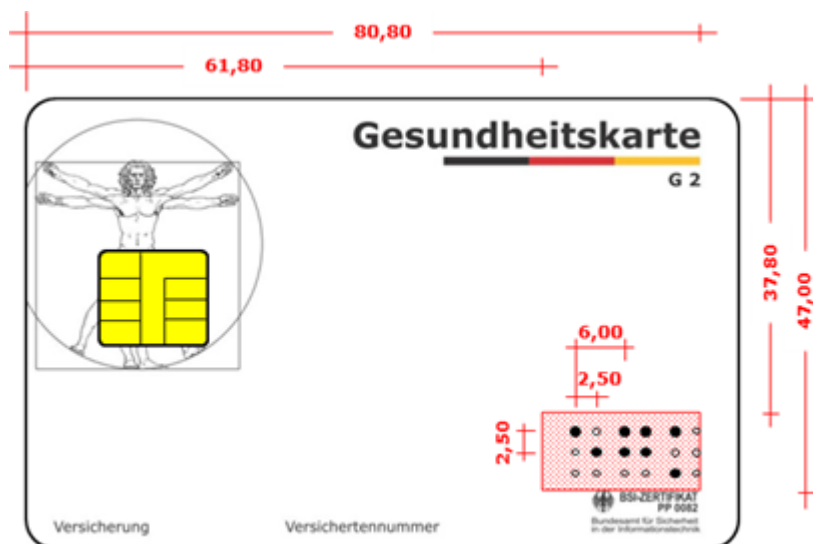 80,80
61,80
Gesundheitskarte
G 2
37,80
47,00
6,00
2,50
2,50
BSI-ZERTIFIKAT
PP 0082
Bundesamt für Sicherheit
in der Informationstechnik
Versicherung
Versichertennummer